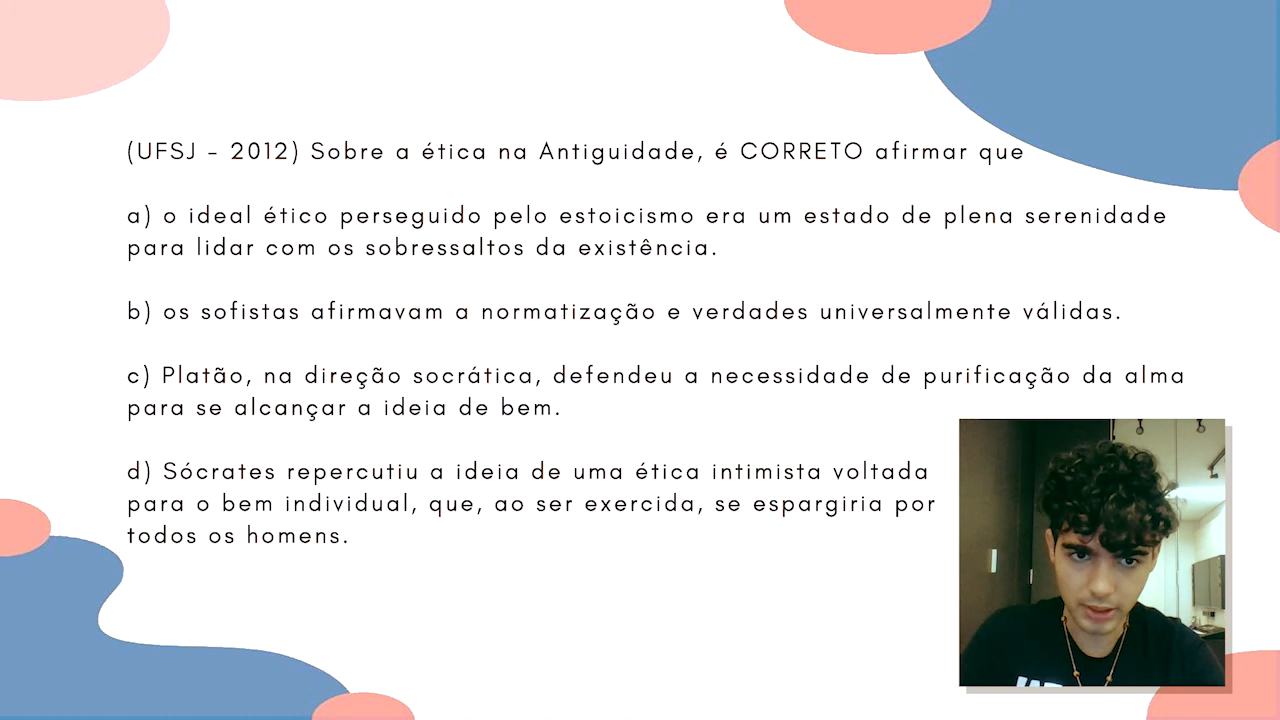 (UFSJ – 2012) Sobre a ética na Antiguidade, é CORRETO afirmar que
a) o ideal ético perseguido pelo estoicismo era um estado de plena serenidade
para lidar com os sobressaltos da existência.
b) os sofistas afirmavam a normatização e verdades universalmente válidas.
c) Platão, na direção socrática, defendeu a necessidade de purificação da alma
para se alcançar a ideia de bem.
d) Sócrates repercutiu a ideia de uma ética intimista voltada
para o bem individual, que, ao ser exercida, se espargiria por
todos os homens.